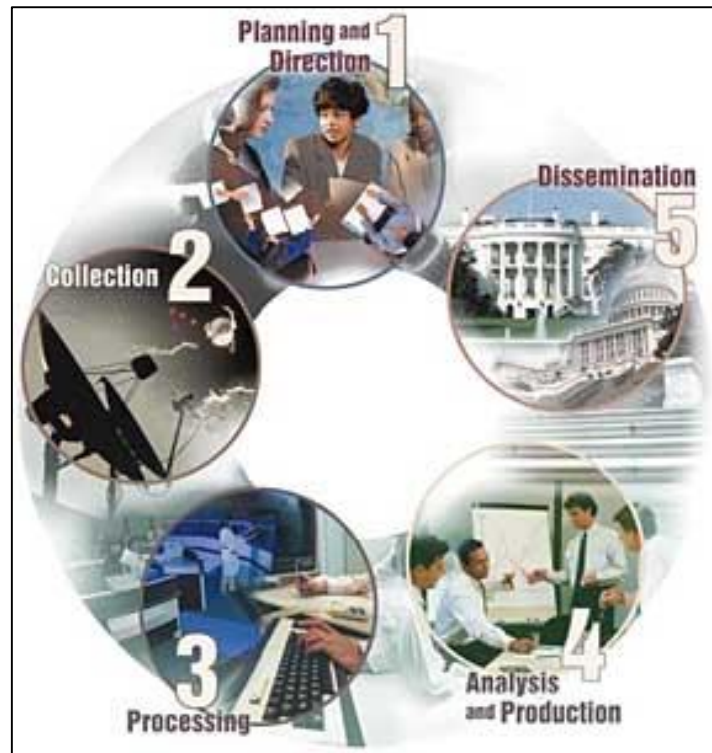 1
Planning and
Direction
2
Collection
3
Processing
4
Analysis
and Production
5
Dissemination